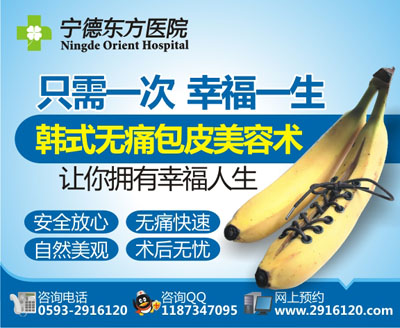 宁德东方医院
Ningde Orient Hospital
只需一次 幸福一生
韩式无痛包皮美容术
让你拥有幸福人生
安全放心 无痛快速
自然美观 术后无忧
咨询电话 咨询QQ 网上预约
0593-2916120 1187347095 www.2916120.com